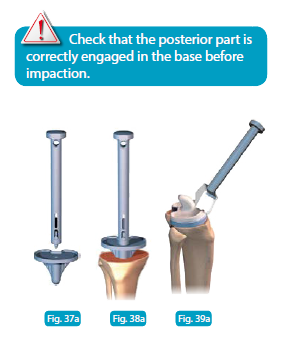 Check that the posterior part is
correctly engaged in the base before
impaction.
Fig. 37a Fig. 38a Fig. 39a